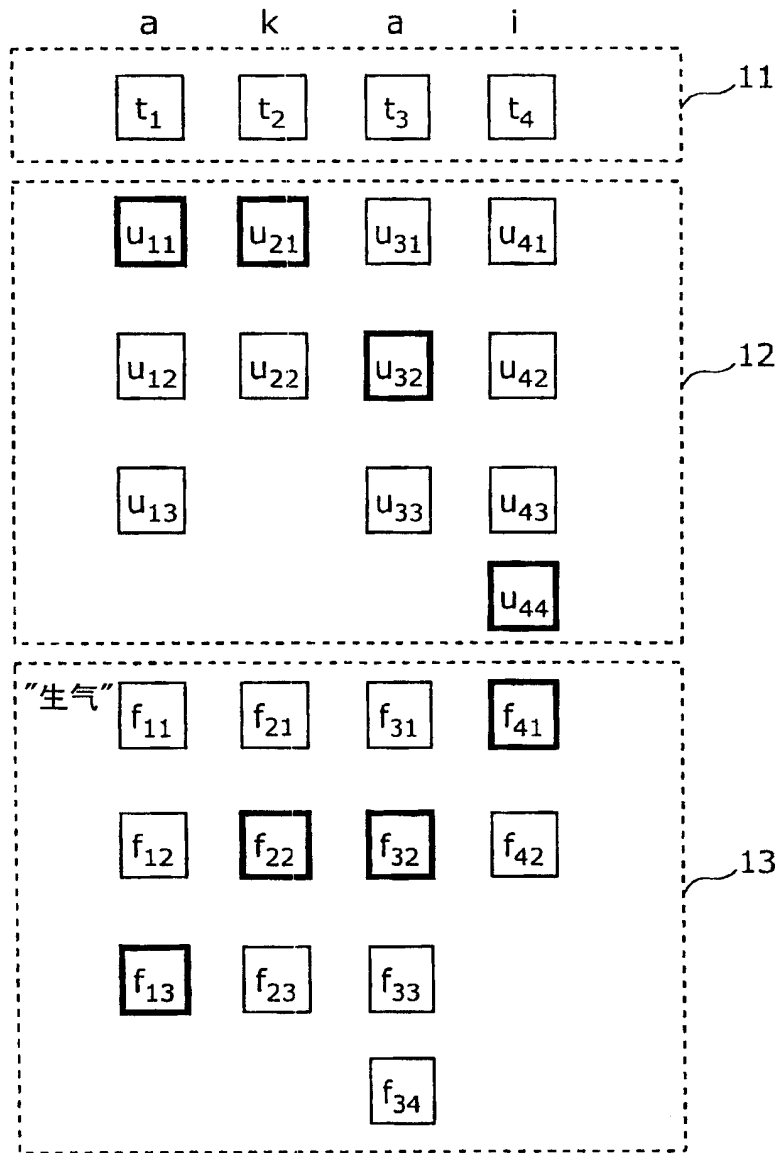 a k a i
t₁ t₂ t₃ t₄ 11
u₁₁ u₂₁ u₃₁ u₄₁
u₁₂ u₂₂ u₃₂ u₄₂ 12
u₁₃ u₃₃ u₄₃
u₄₄
"生气" f₁₁ f₂₁ f₃₁ f₄₁
f₁₂ f₂₂ f₃₂ f₄₂ 13
f₁₃ f₂₃ f₃₃
f₃₄